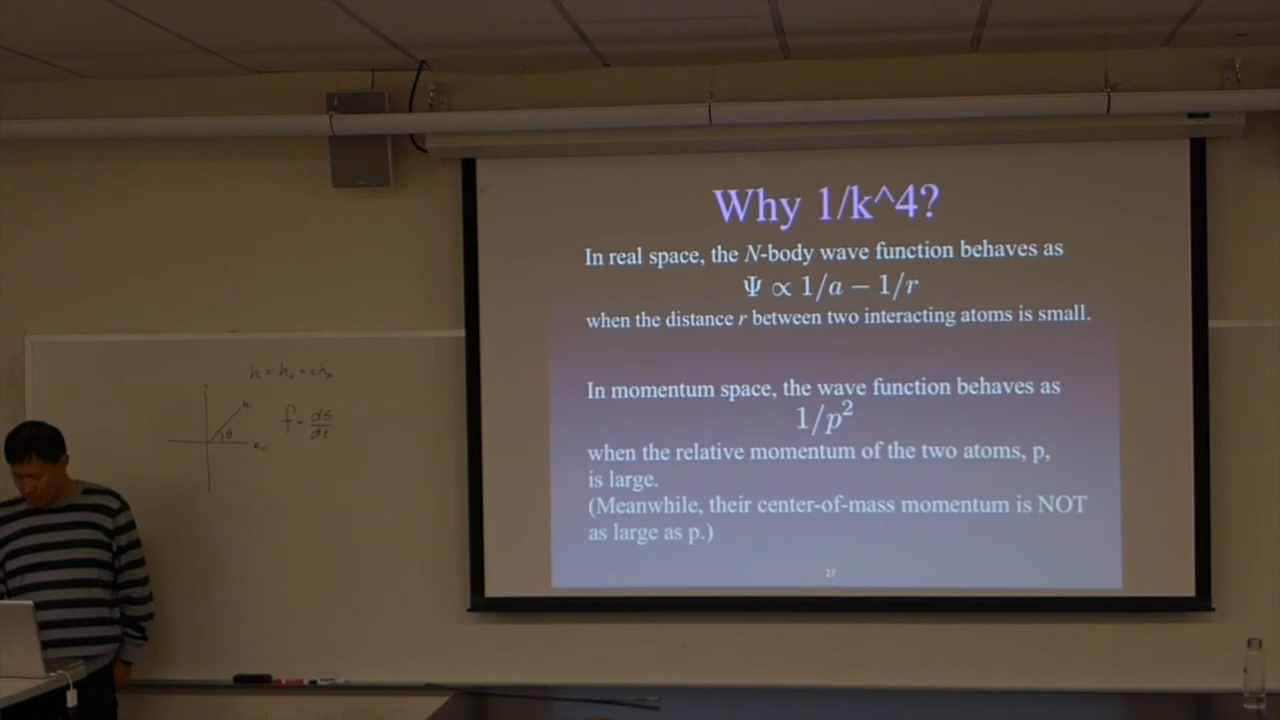 Why 1/k^4?
In real space, the N-body wave function behaves as
Ψ ∝ 1/a − 1/r
when the distance r between two interacting atoms is small.
In momentum space, the wave function behaves as
1/p²
when the relative momentum of the two atoms, p,
is large.
(Meanwhile, their center-of-mass momentum is NOT
as large as p.)
27
θ